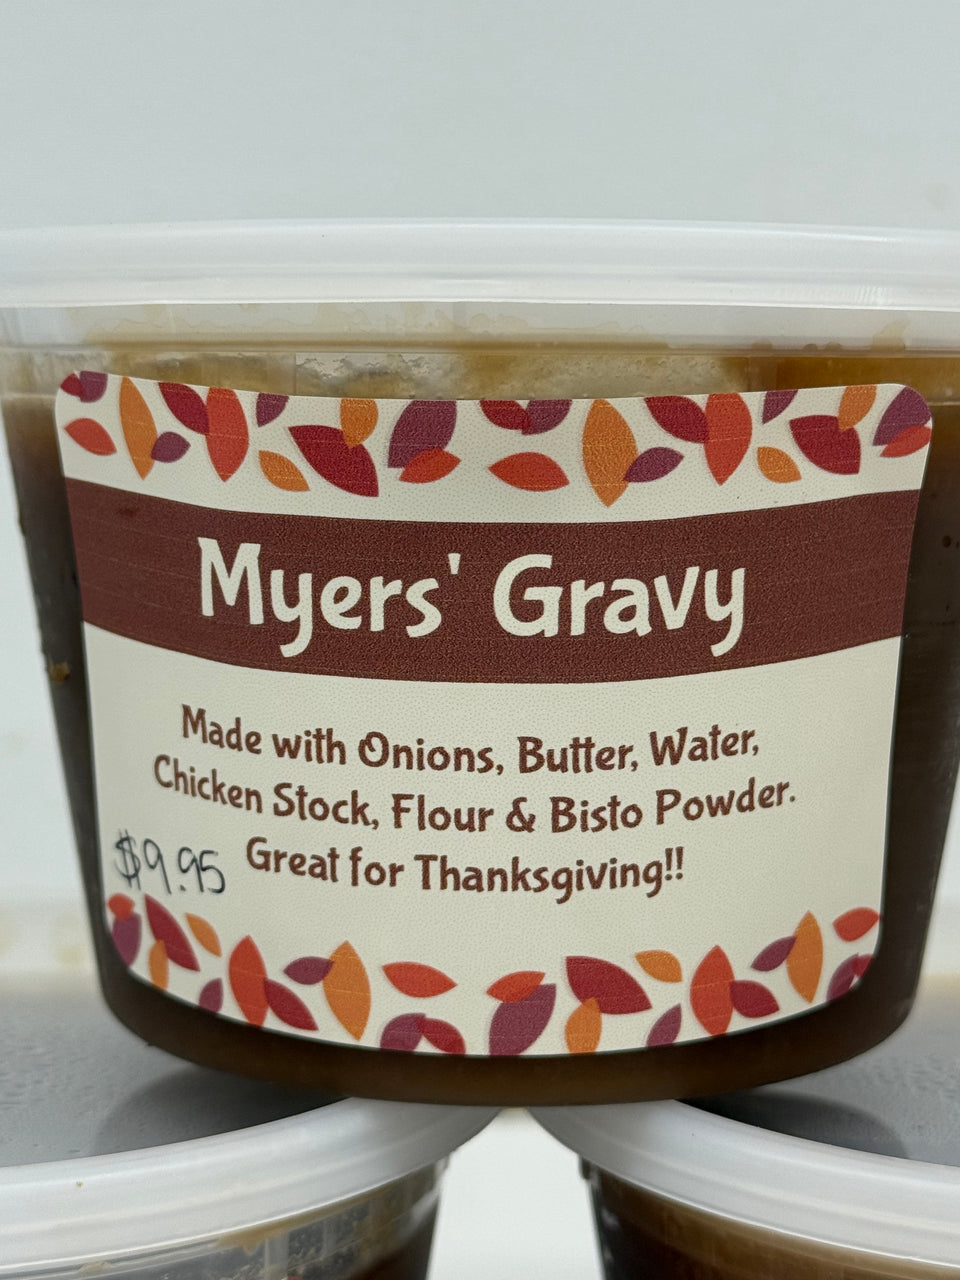 Myers' Gravy
Made with Onions, Butter, Water,
Chicken Stock, Flour & Bisto Powder.
Great for Thanksgiving!!
$9.95